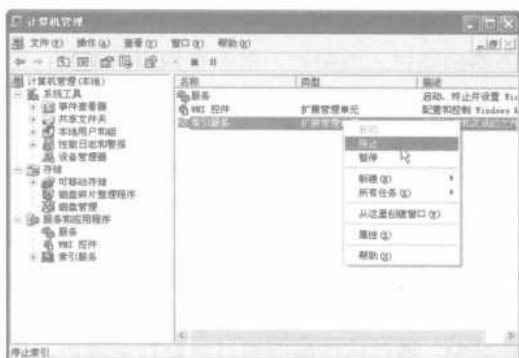 计算机管理
文件(F) 操作(A) 查看(V) 窗口(W) 帮助(H)
计算机管理(本地)
系统工具
事件查看器
共享文件夹
本地用户和组
性能日志和警报
设备管理器
存储
可移动存储
磁盘碎片整理程序
磁盘管理
服务和应用程序
服务
WMI 控件
索引服务
名称 类型 描述
服务 启动、终止并设置 Win
WMI 控件 扩展管理单元 配置和控制 Windows
索引服务 扩展管
停止
暂停
新建(N)
所有任务(K)
从这里创建窗口(W)
属性(R)
帮助(H)
停止索引